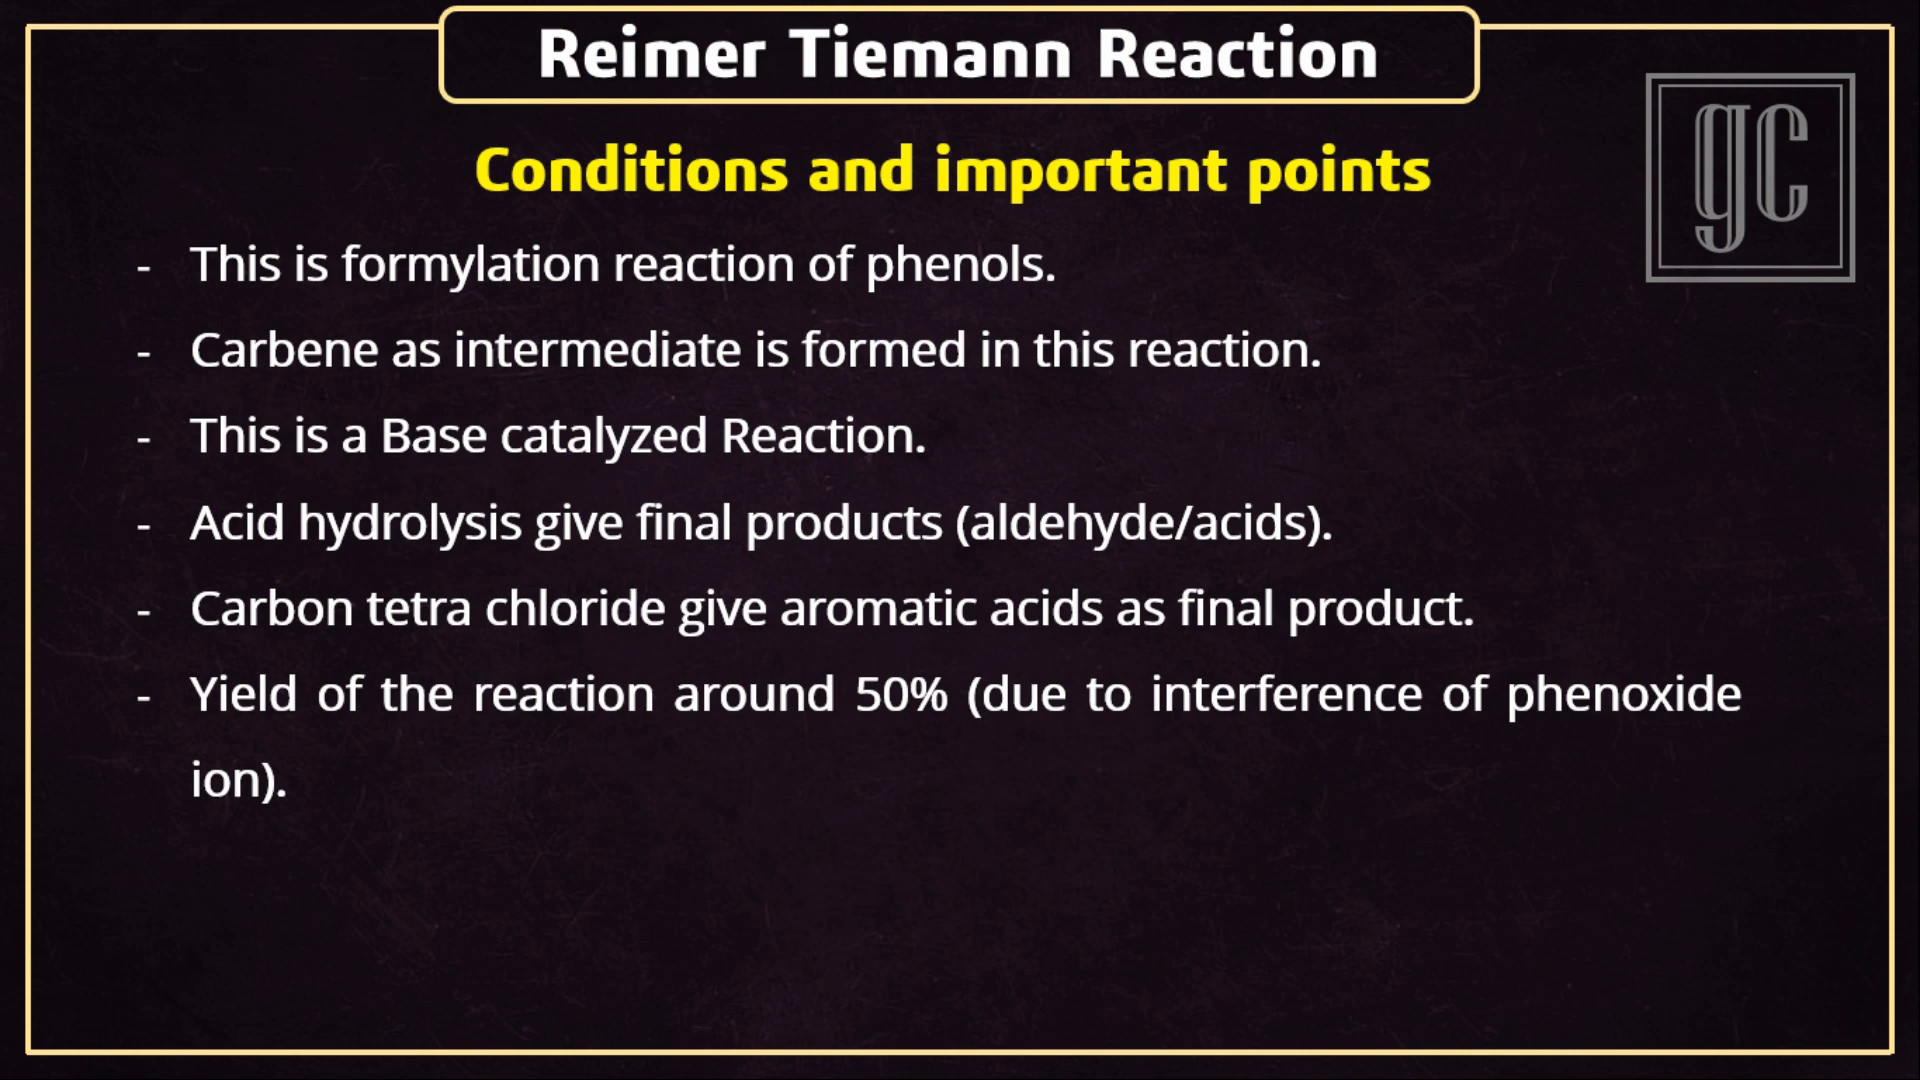 Reimer Tiemann Reaction
gc
Conditions and important points
- This is formylation reaction of phenols.
- Carbene as intermediate is formed in this reaction.
- This is a Base catalyzed Reaction.
- Acid hydrolysis give final products (aldehyde/acids).
- Carbon tetra chloride give aromatic acids as final product.
- Yield of the reaction around 50% (due to interference of phenoxide
ion).